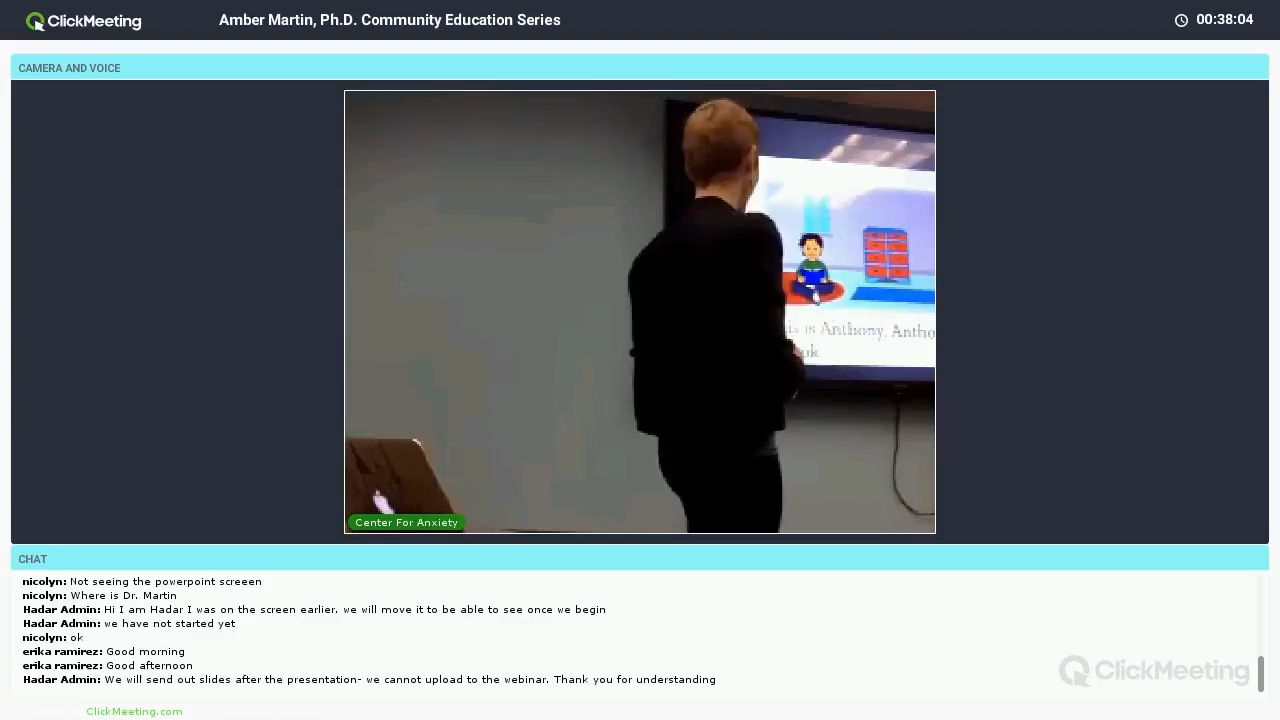 ClickMeeting
Amber Martin, Ph.D. Community Education Series
00:38:04
CAMERA AND VOICE
is Anthony. Antho
uk
Center For Anxiety
CHAT
nicolyn: Not seeing the powerpoint screeen
nicolyn: Where is Dr. Martin
Hadar Admin: Hi I am Hadar I was on the screen earlier. we will move it to be able to see once we begin
Hadar Admin: we have not started yet
nicolyn: ok
erika ramirez: Good morning
erika ramirez: Good afternoon
Hadar Admin: We will send out slides after the presentation- we cannot upload to the webinar. Thank you for understanding
ClickMeeting
ClickMeeting.com